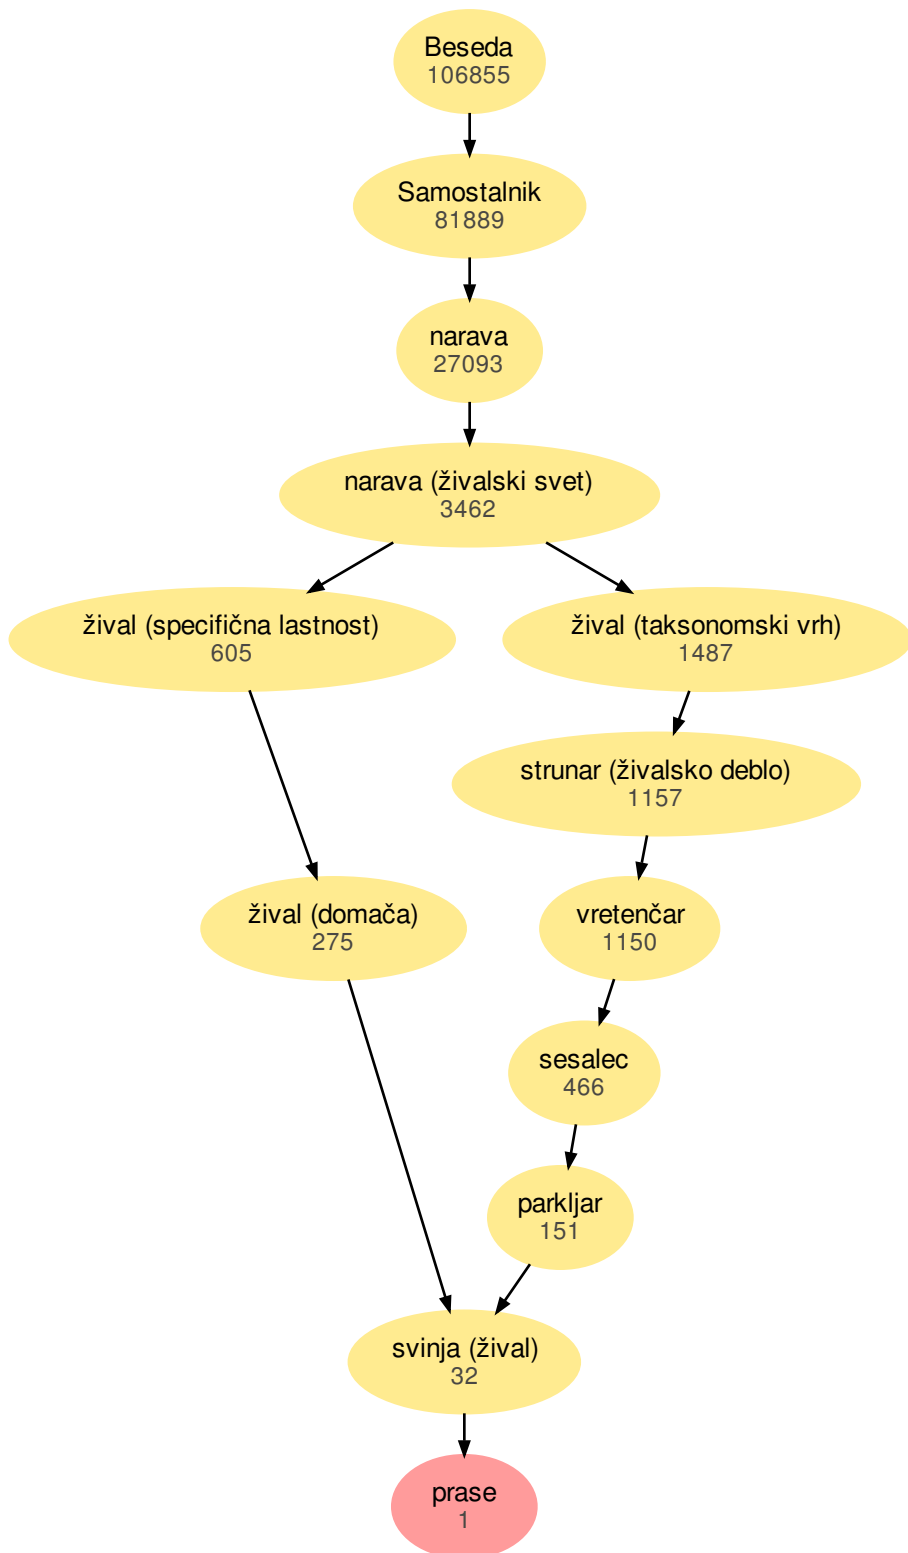 Beseda
106855
Samostalnik
81889
narava
27093
narava (živalski svet)
3462
žival (specifična lastnost)
605
žival (taksonomski vrh)
1487
strunar (živalsko deblo)
1157
žival (domača)
275
vretenčar
1150
sesalec
466
parkljar
151
svinja (žival)
32
prase
1